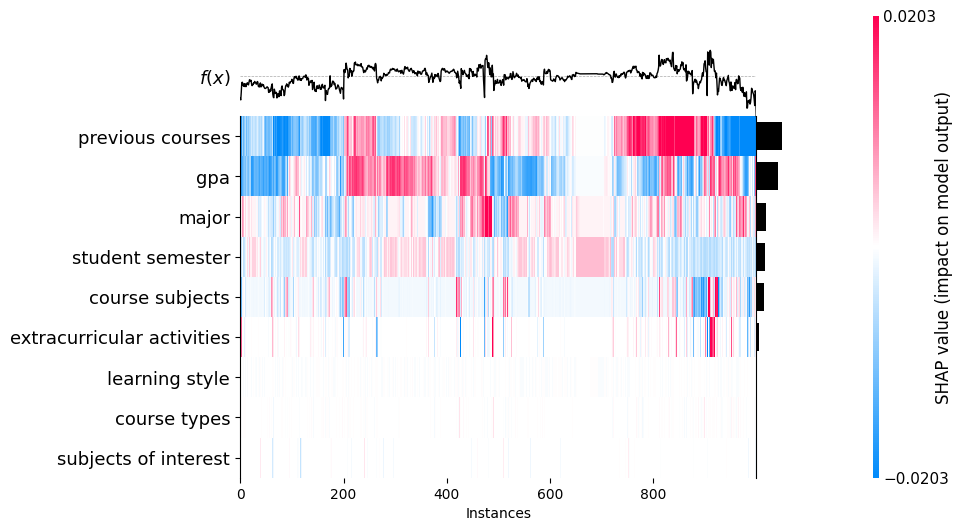 0.0203
f(x)
previous courses
gpa
major
student semester
course subjects
extracurricular activities
learning style
course types
subjects of interest
SHAP value (impact on model output)
−0.0203
0 200 400 600 800
Instances